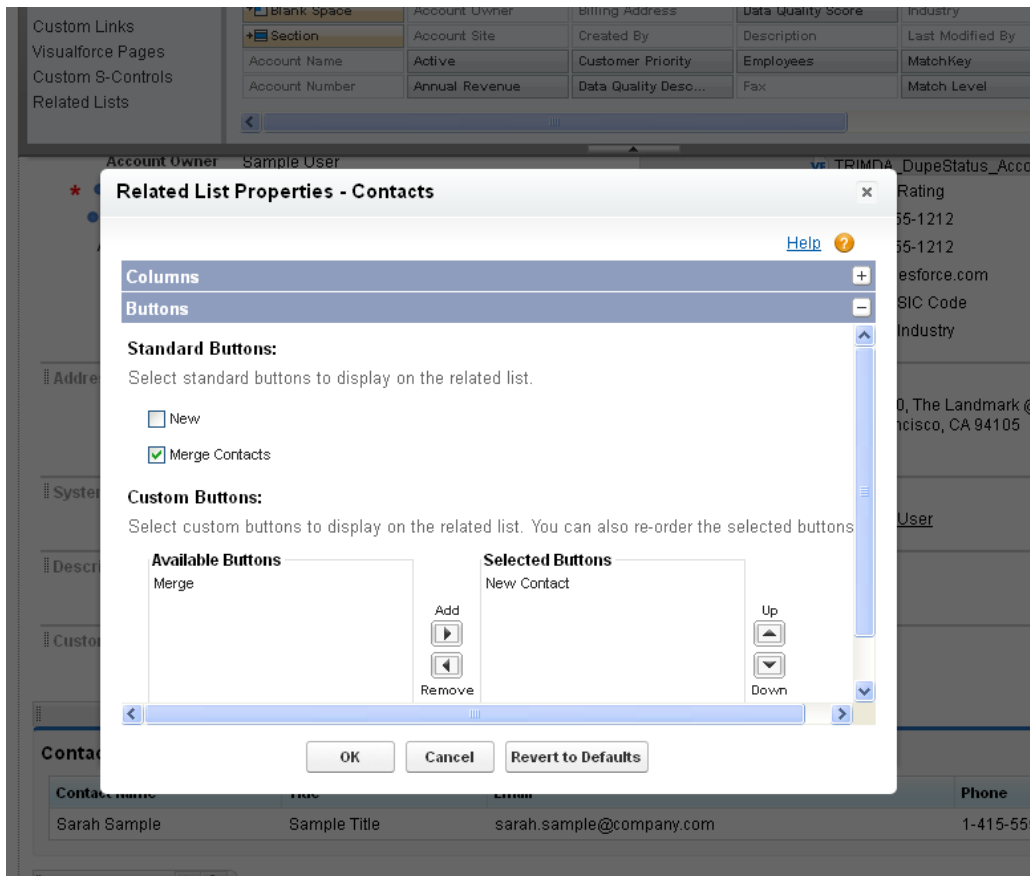 Blank Space Account Owner Billing Address Data Quality Score Industry
Custom Links
Section Account Site Created By Description Last Modified By
Visualforce Pages
Account Name Active Customer Priority Employees MatchKey
Custom S-Controls
Account Number Annual Revenue Data Quality Desc... Fax Match Level
Related Lists
Account Owner Sample User
TRIMDA_DupeStatus_Acco
Related List Properties - Contacts
Rating
55-1212
Help
55-1212
Columns
esforce.com
Buttons
SIC Code
Industry
Standard Buttons:
Select standard buttons to display on the related list.
Addre
0, The Landmark @
New
ncisco, CA 94105
Merge Contacts
System
Custom Buttons:
Select custom buttons to display on the related list. You can also re-order the selected buttons
User
Available Buttons Selected Buttons
Descri
Merge New Contact
Add Up
Custo
Remove Down
OK Cancel Revert to Defaults
Contac
Contact Name Title Email Phone
Sarah Sample Sample Title sarah.sample@company.com 1-415-55